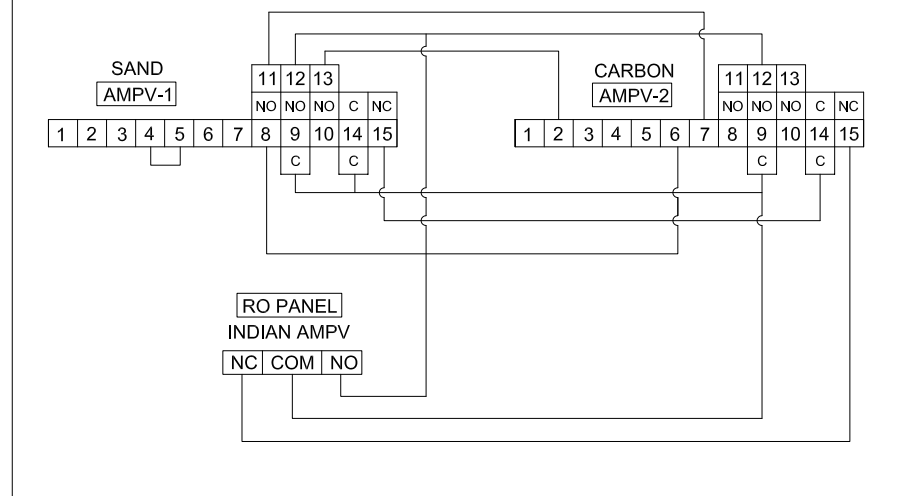 SAND
AMPV-1
11 12 13
NO NO NO C NC
1 2 3 4 5 6 7 8 9 10 14 15
C C
CARBON
AMPV-2
11 12 13
NO NO NO C NC
1 2 3 4 5 6 7 8 9 10 14 15
C C
RO PANEL
INDIAN AMPV
NC COM NO